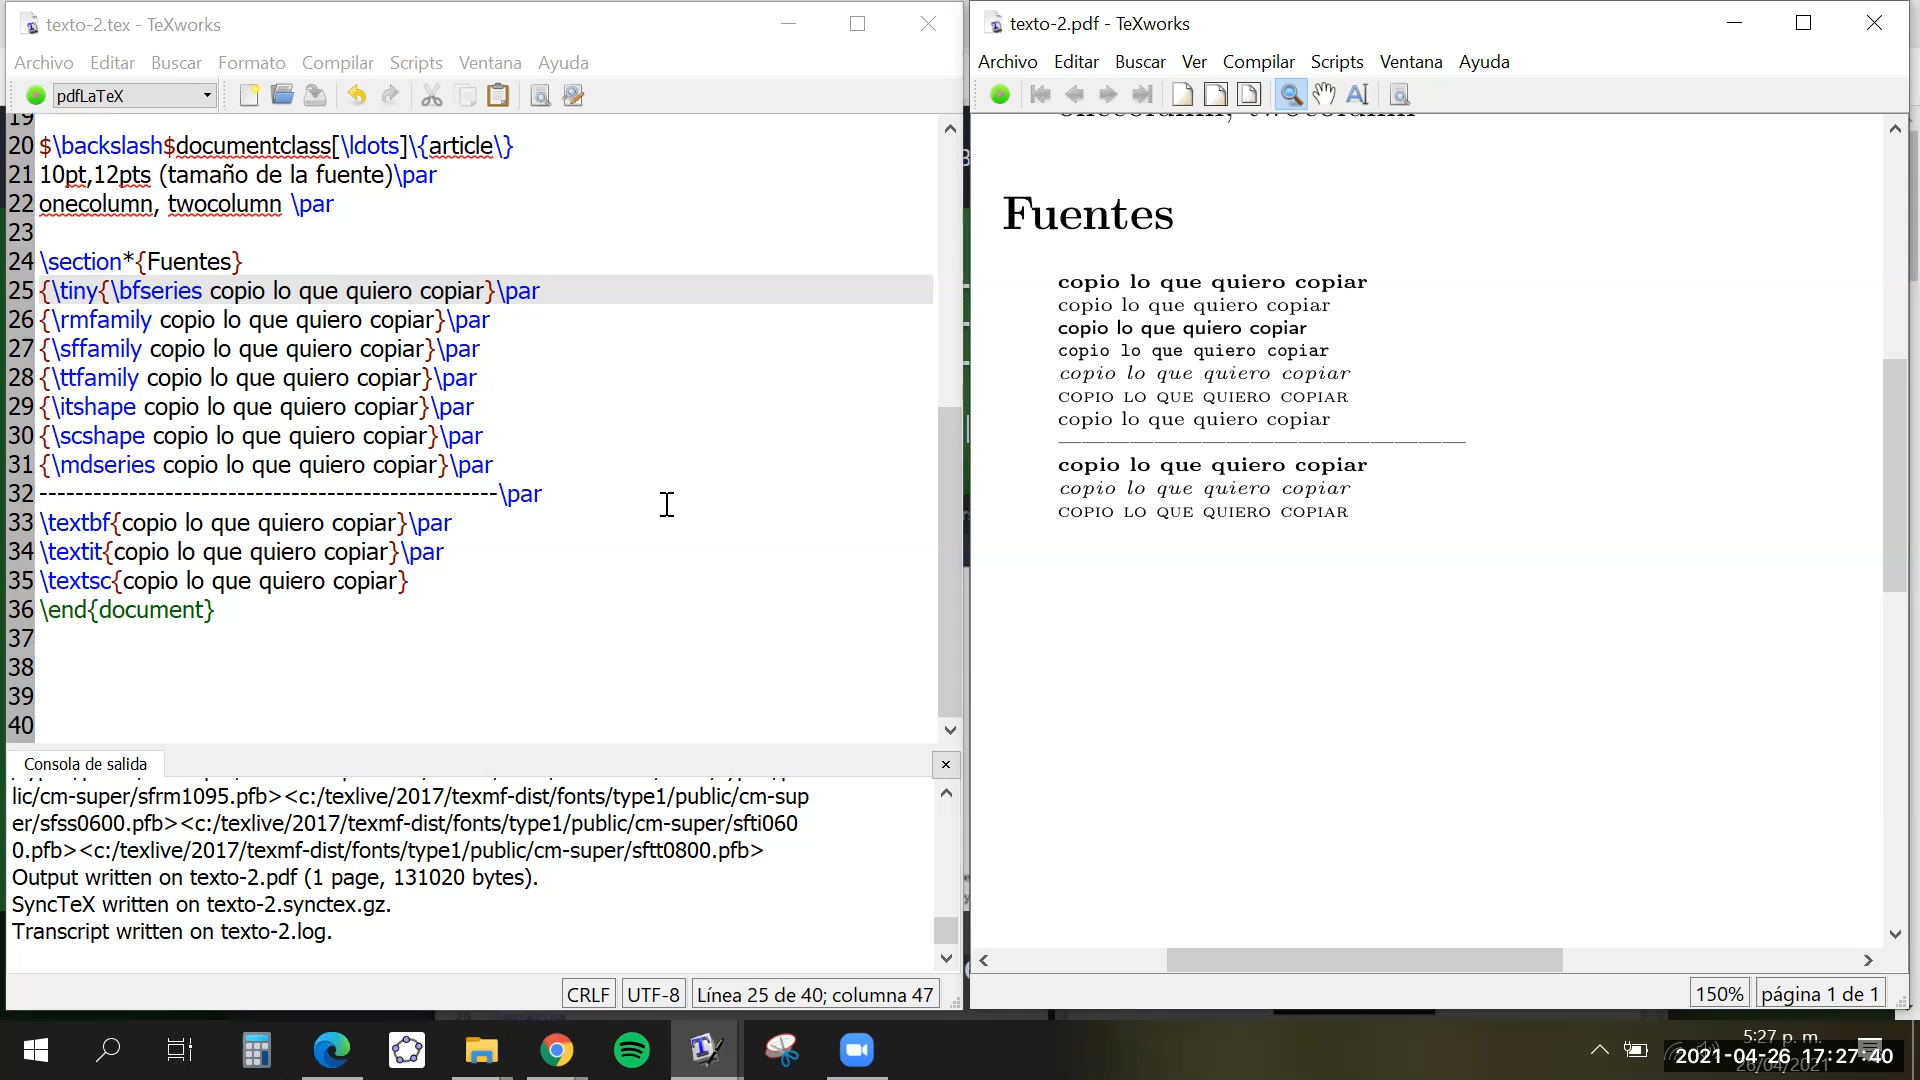 texto-2.tex - TeXworks
Archivo Editar Buscar Formato Compilar Scripts Ventana Ayuda
pdfLaTeX
19
20 $\backslash$documentclass[\ldots]\{article\}
21 10pt,12pts (tamaño de la fuente)\par
22 onecolumn, twocolumn \par
23
24 \section*{Fuentes}
25 {\tiny{\bfseries copio lo que quiero copiar}\par
26 {\rmfamily copio lo que quiero copiar}\par
27 {\sffamily copio lo que quiero copiar}\par
28 {\ttfamily copio lo que quiero copiar}\par
29 {\itshape copio lo que quiero copiar}\par
30 {\scshape copio lo que quiero copiar}\par
31 {\mdseries copio lo que quiero copiar}\par
32 ---------------------------------------------------\par
33 \textbf{copio lo que quiero copiar}\par
34 \textit{copio lo que quiero copiar}\par
35 \textsc{copio lo que quiero copiar}
36 \end{document}
37
38
39
40
Consola de salida
lic/cm-super/sfrm1095.pfb><c:/texlive/2017/texmf-dist/fonts/type1/public/cm-sup
er/sfss0600.pfb><c:/texlive/2017/texmf-dist/fonts/type1/public/cm-super/sfti060
0.pfb><c:/texlive/2017/texmf-dist/fonts/type1/public/cm-super/sftt0800.pfb>
Output written on texto-2.pdf (1 page, 131020 bytes).
SyncTeX written on texto-2.synctex.gz.
Transcript written on texto-2.log.
CRLF UTF-8 Línea 25 de 40; columna 47
texto-2.pdf - TeXworks
Archivo Editar Buscar Ver Compilar Scripts Ventana Ayuda
onecolumn, twocolumn
Fuentes
copio lo que quiero copiar
copio lo que quiero copiar
copio lo que quiero copiar
copio lo que quiero copiar
copio lo que quiero copiar
COPIO LO QUE QUIERO COPIAR
copio lo que quiero copiar
copio lo que quiero copiar
copio lo que quiero copiar
COPIO LO QUE QUIERO COPIAR
150% página 1 de 1
5:27 p. m.
2021-04-26 17:27:40
26/04/2021